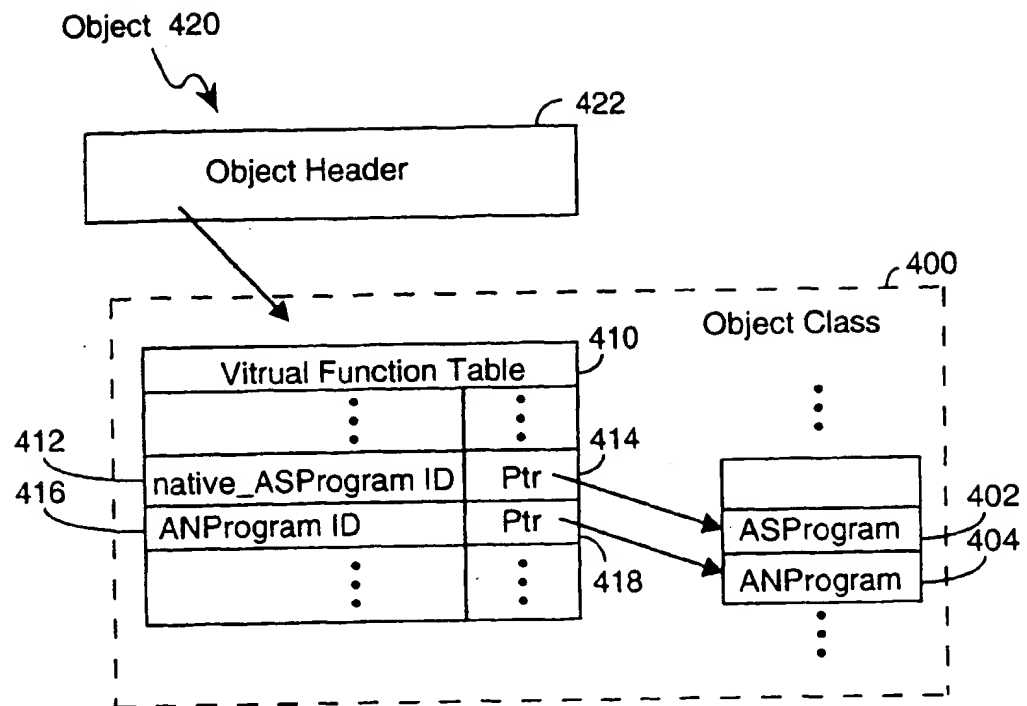 Object 420
422
Object Header
400
Object Class
410
Vitrual Function Table
412
native_ASProgram ID
Ptr
414
416
ANProgram ID
Ptr
418
ASProgram
402
ANProgram
404